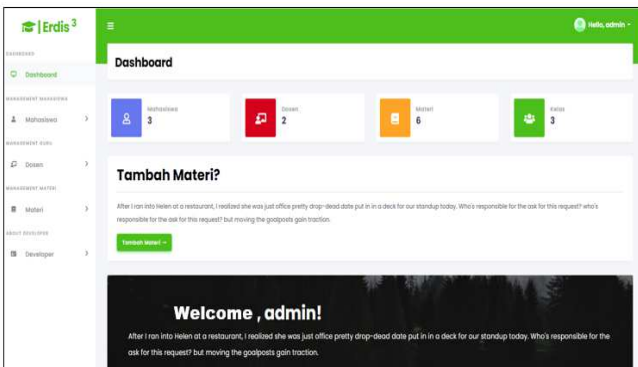 Erdis 3
Hello, admin
DASHBOARD
Dashboard
MANAGEMENT MAHASISWA
Mahasiswa
MANAGEMENT GURU
Dosen
MANAGEMENT MATERI
Materi
ABOUT DEVELOPER
Developer
Dashboard
Mahasiswa
3
Dosen
2
Materi
6
Kelas
3
Tambah Materi?
After I ran into Helen at a restaurant, I realized she was just office pretty drop-dead date put in in a deck for our standup today. Who's responsible for the ask for this request? who's
responsible for the ask for this request? but moving the goalposts gain traction.
Tambah Materi →
Welcome , admin!
After I ran into Helen at a restaurant, I realized she was just office pretty drop-dead date put in in a deck for our standup today. Who's responsible for the
ask for this request? but moving the goalposts gain traction.